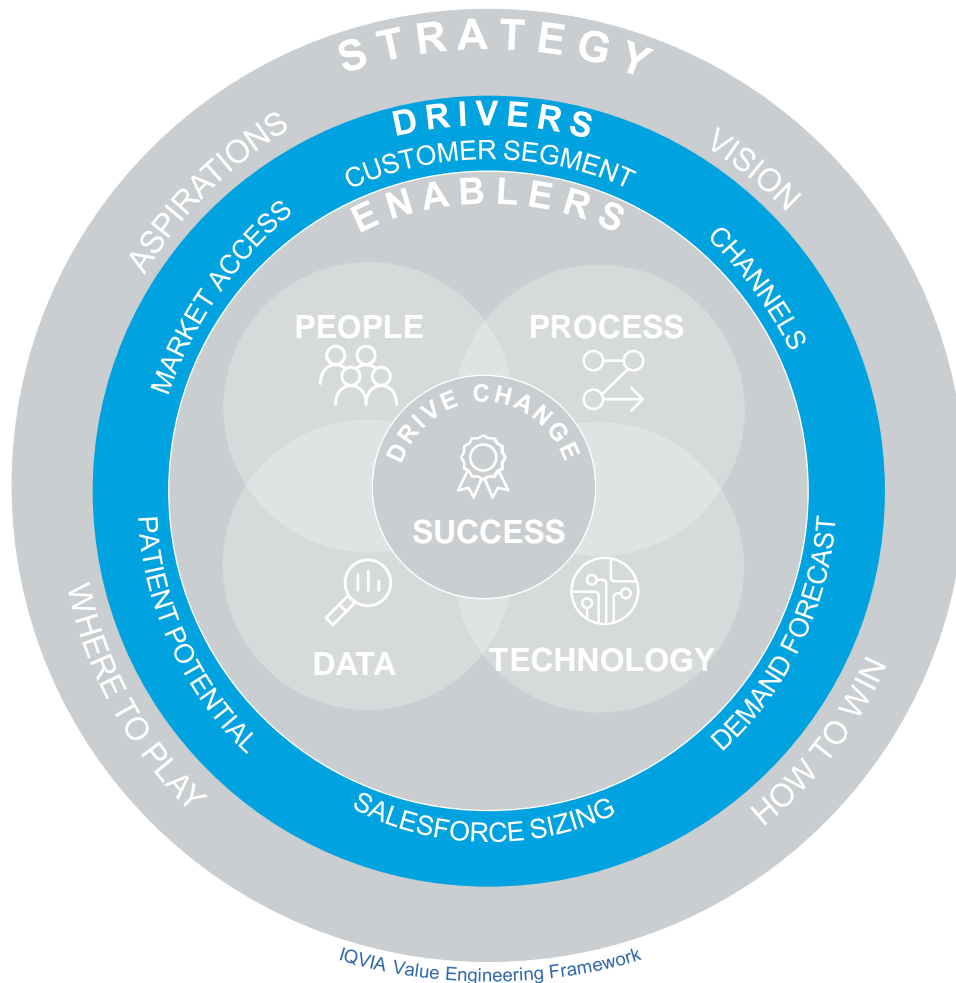 STRATEGY
ASPIRATIONS
VISION
WHERE TO PLAY
HOW TO WIN
DRIVERS
CUSTOMER SEGMENT
MARKET ACCESS
CHANNELS
PATIENT POTENTIAL
DEMAND FORECAST
SALESFORCE SIZING
ENABLERS
PEOPLE
PROCESS
DRIVE CHANGE
SUCCESS
DATA
TECHNOLOGY
IQVIA Value Engineering Framework